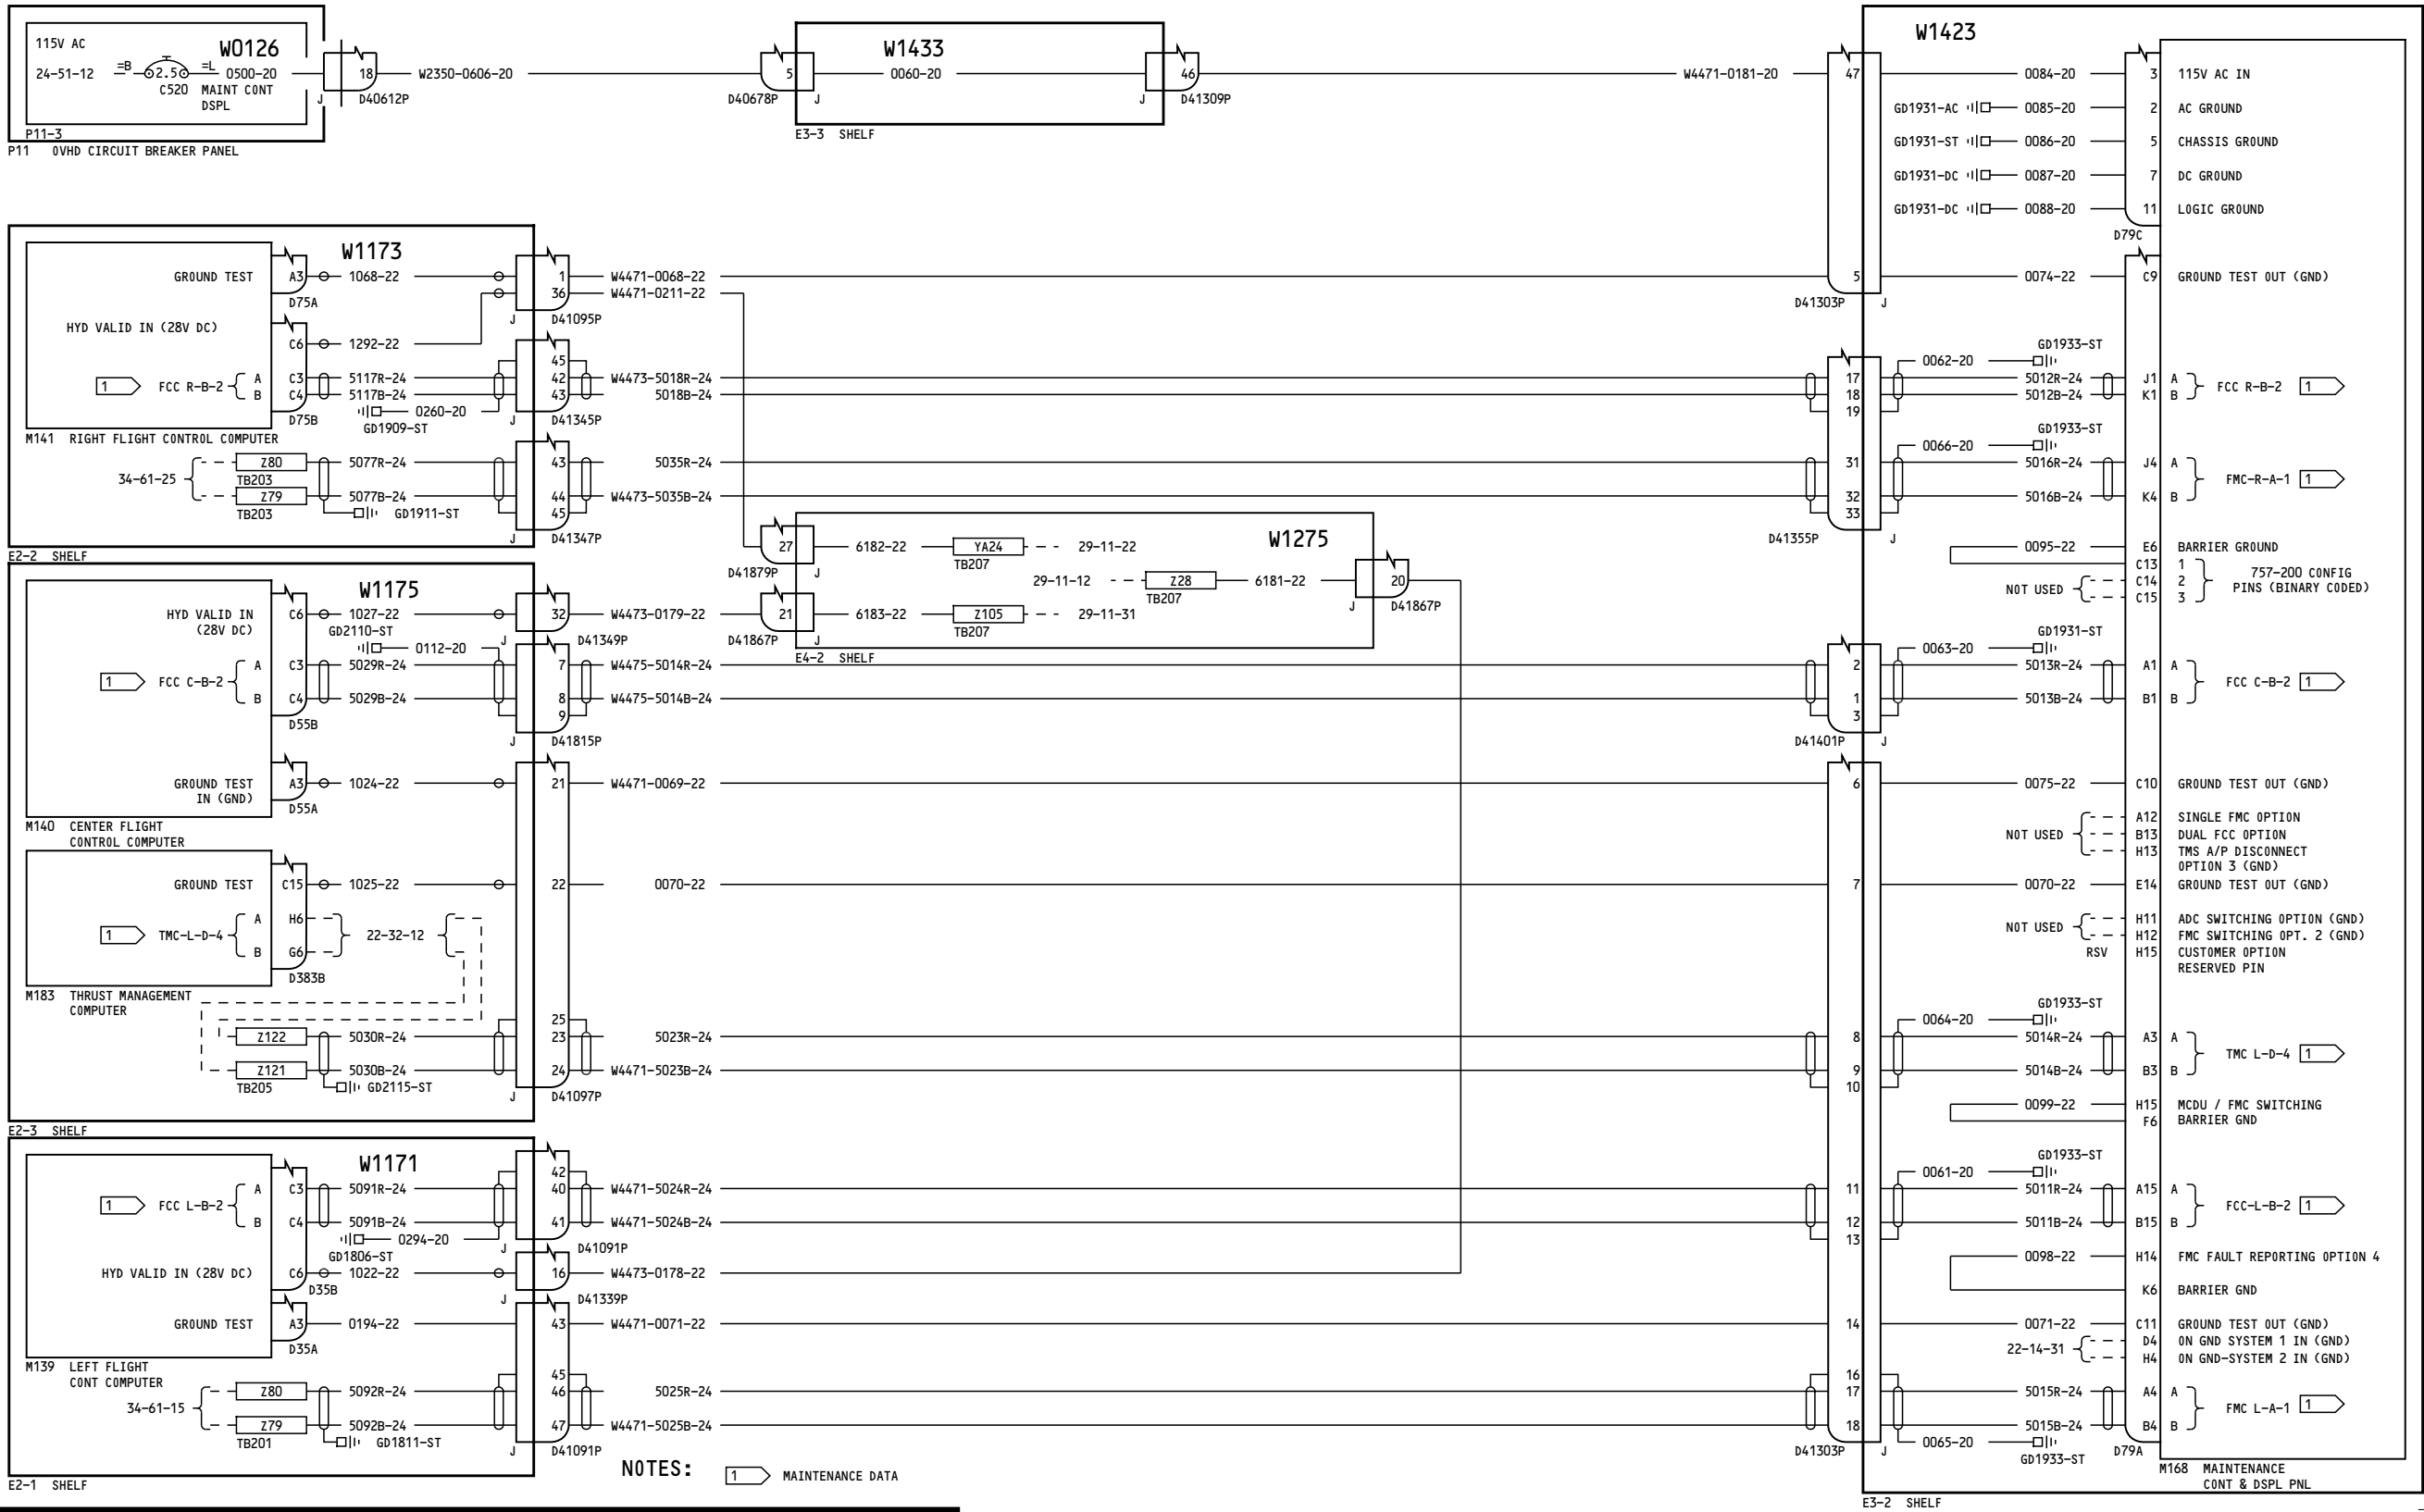 115V AC
W0126
24-51-12 =B 2.5 =L 0500-20
C520 MAINT CONT
DSPL
P11-3
P11 OVHD CIRCUIT BREAKER PANEL
18 W2350-0606-20
J D40612P
5
D40678P J
W1433
0060-20
E3-3 SHELF
46
J D41309P
W4471-0181-20
W1423
47 0084-20 3 115V AC IN
GD1931-AC 0085-20 2 AC GROUND
GD1931-ST 0086-20 5 CHASSIS GROUND
GD1931-DC 0087-20 7 DC GROUND
GD1931-DC 0088-20 11 LOGIC GROUND
D79C
5 0074-22 C9 GROUND TEST OUT (GND)
D41303P J
W1173
GROUND TEST A3 1068-22 1 W4471-0068-22
D75A
36 W4471-0211-22
J D41095P
HYD VALID IN (28V DC)
C6 1292-22
45
1 FCC R-B-2
A C3 5117R-24 42 W4473-5018R-24
B C4 5117B-24 43 5018B-24
D75B
0260-20
GD1909-ST
J D41345P
M141 RIGHT FLIGHT CONTROL COMPUTER
34-61-25
Z80 5077R-24 43 5035R-24
TB203
Z79 5077B-24 44 W4473-5035B-24
TB203
GD1911-ST
45
J D41347P
E2-2 SHELF
GD1933-ST
0062-20
17 5012R-24 J1 A
18 5012B-24 K1 B
19
FCC R-B-2 1
GD1933-ST
0066-20
31 5016R-24 J4 A
32 5016B-24 K4 B
33
FMC-R-A-1 1
D41355P J
0095-22 E6 BARRIER GROUND
C13 1
NOT USED C14 2
C15 3
757-200 CONFIG
PINS (BINARY CODED)
W1275
27 6182-22 YA24 29-11-22
D41879P J TB207
29-11-12 Z28 6181-22 20
TB207
J D41867P
21 6183-22 Z105 29-11-31
D41867P J TB207
E4-2 SHELF
W1175
HYD VALID IN
(28V DC)
C6 1027-22 32 W4473-0179-22
J D41349P
GD2110-ST
0112-20
1 FCC C-B-2
A C3 5029R-24 7 W4475-5014R-24
B C4 5029B-24 8 W4475-5014B-24
9
D55B
J D41815P
GROUND TEST
IN (GND)
A3 1024-22 21 W4471-0069-22
D55A
M140 CENTER FLIGHT
CONTROL COMPUTER
GROUND TEST C15 1025-22 22 0070-22
1 TMC-L-D-4
A H6
B G6
22-32-12
D383B
M183 THRUST MANAGEMENT
COMPUTER
25
Z122 5030R-24 23 5023R-24
Z121 5030B-24 24 W4471-5023B-24
TB205
GD2115-ST
J D41097P
E2-3 SHELF
GD1931-ST
0063-20
2 5013R-24 A1 A
1 5013B-24 B1 B
3
FCC C-B-2 1
D41401P J
6 0075-22 C10 GROUND TEST OUT (GND)
NOT USED
A12 SINGLE FMC OPTION
B13 DUAL FCC OPTION
H13 TMS A/P DISCONNECT
OPTION 3 (GND)
7 0070-22 E14 GROUND TEST OUT (GND)
NOT USED
H11 ADC SWITCHING OPTION (GND)
H12 FMC SWITCHING OPT. 2 (GND)
RSV H15 CUSTOMER OPTION
RESERVED PIN
GD1933-ST
0064-20
8 5014R-24 A3 A
9 5014B-24 B3 B
10
TMC L-D-4 1
0099-22 H15 MCDU / FMC SWITCHING
F6 BARRIER GND
W1171
42
1 FCC L-B-2
A C3 5091R-24 40 W4471-5024R-24
B C4 5091B-24 41 W4471-5024B-24
0294-20
GD1806-ST
J D41091P
HYD VALID IN (28V DC) C6 1022-22 16 W4473-0178-22
D35B
J D41339P
GROUND TEST A3 0194-22 43 W4471-0071-22
D35A
M139 LEFT FLIGHT
CONT COMPUTER
34-61-15
45
Z80 5092R-24 46 5025R-24
Z79 5092B-24 47 W4471-5025B-24
TB201
GD1811-ST
J D41091P
E2-1 SHELF
GD1933-ST
0061-20
11 5011R-24 A15 A
12 5011B-24 B15 B
13
FCC-L-B-2 1
0098-22 H14 FMC FAULT REPORTING OPTION 4
K6 BARRIER GND
14 0071-22 C11 GROUND TEST OUT (GND)
22-14-31
D4 ON GND SYSTEM 1 IN (GND)
H4 ON GND-SYSTEM 2 IN (GND)
16
17 5015R-24 A4 A
18 5015B-24 B4 B
FMC L-A-1 1
D41303P J
0065-20
GD1933-ST
D79A
M168 MAINTENANCE
CONT & DSPL PNL
E3-2 SHELF
NOTES: 1 MAINTENANCE DATA